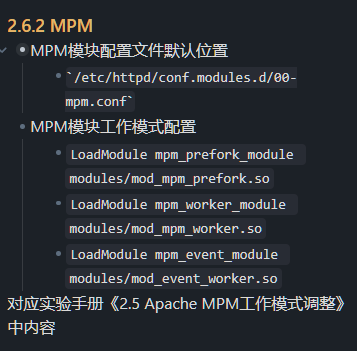 2.6.2 MPM
MPM模块配置文件默认位置
`/etc/httpd/conf.modules.d/00-
mpm.conf`
MPM模块工作模式配置
LoadModule mpm_prefork_module
modules/mod_mpm_prefork.so
LoadModule mpm_worker_module
modules/mod_mpm_worker.so
LoadModule mpm_event_module
modules/mod_event_worker.so
对应实验手册《2.5 Apache MPM工作模式调整》
中内容